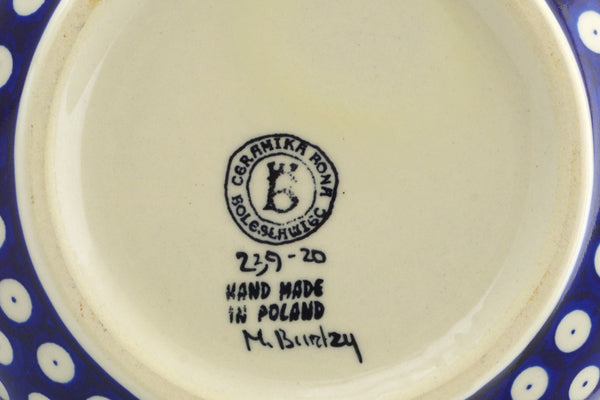 CERAMIKA BONA
BOLESŁAWIEC
B
239-20
HAND MADE
IN POLAND